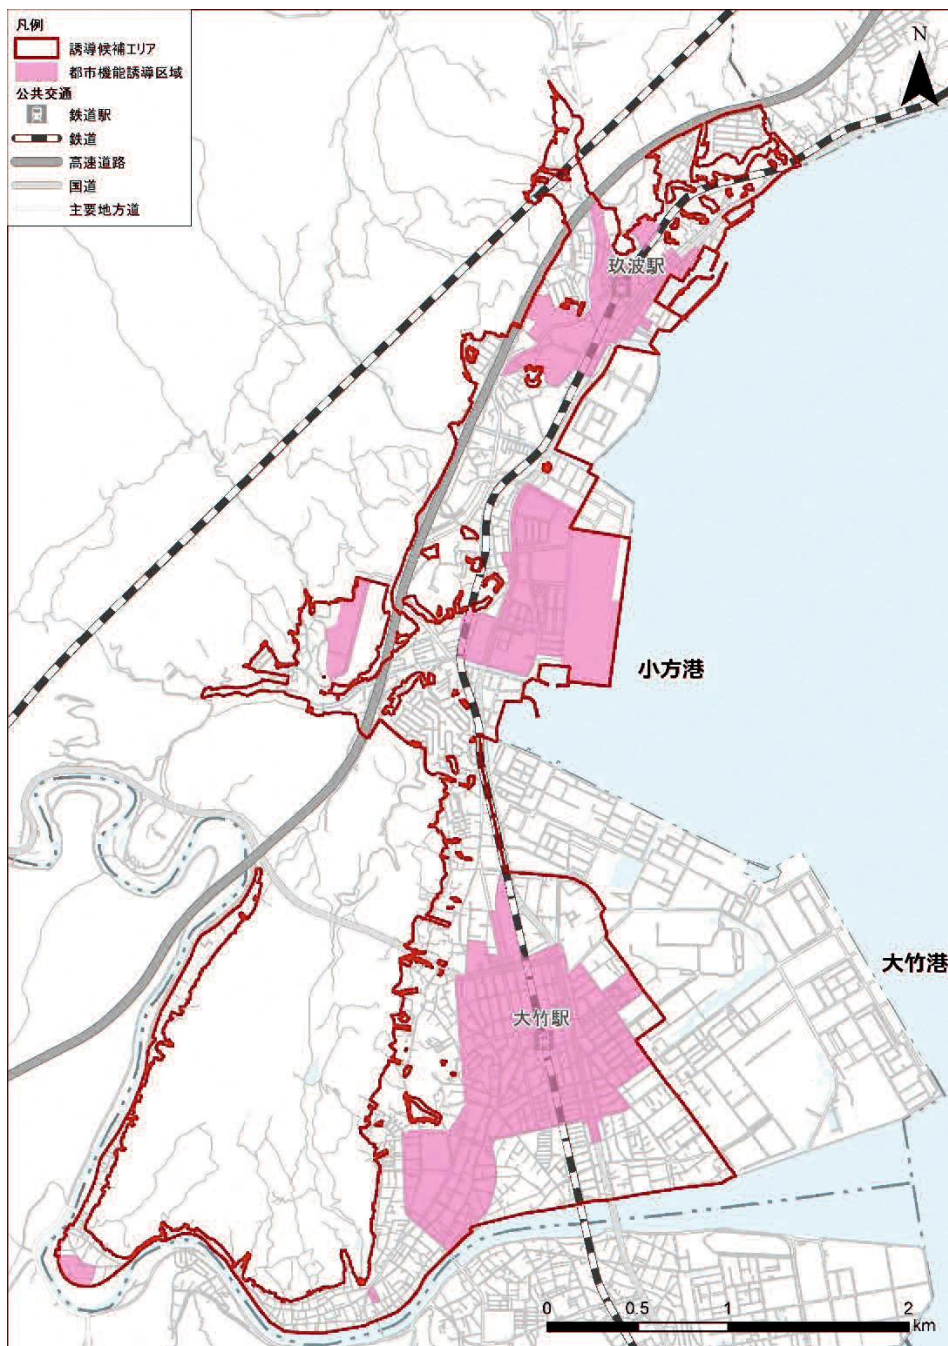 凡例
誘導候補エリア
都市機能誘導区域
公共交通
鉄道駅
鉄道
高速道路
国道
主要地方道
N
玖波駅
小方港
大竹港
大竹駅
0 0.5 1 2
km